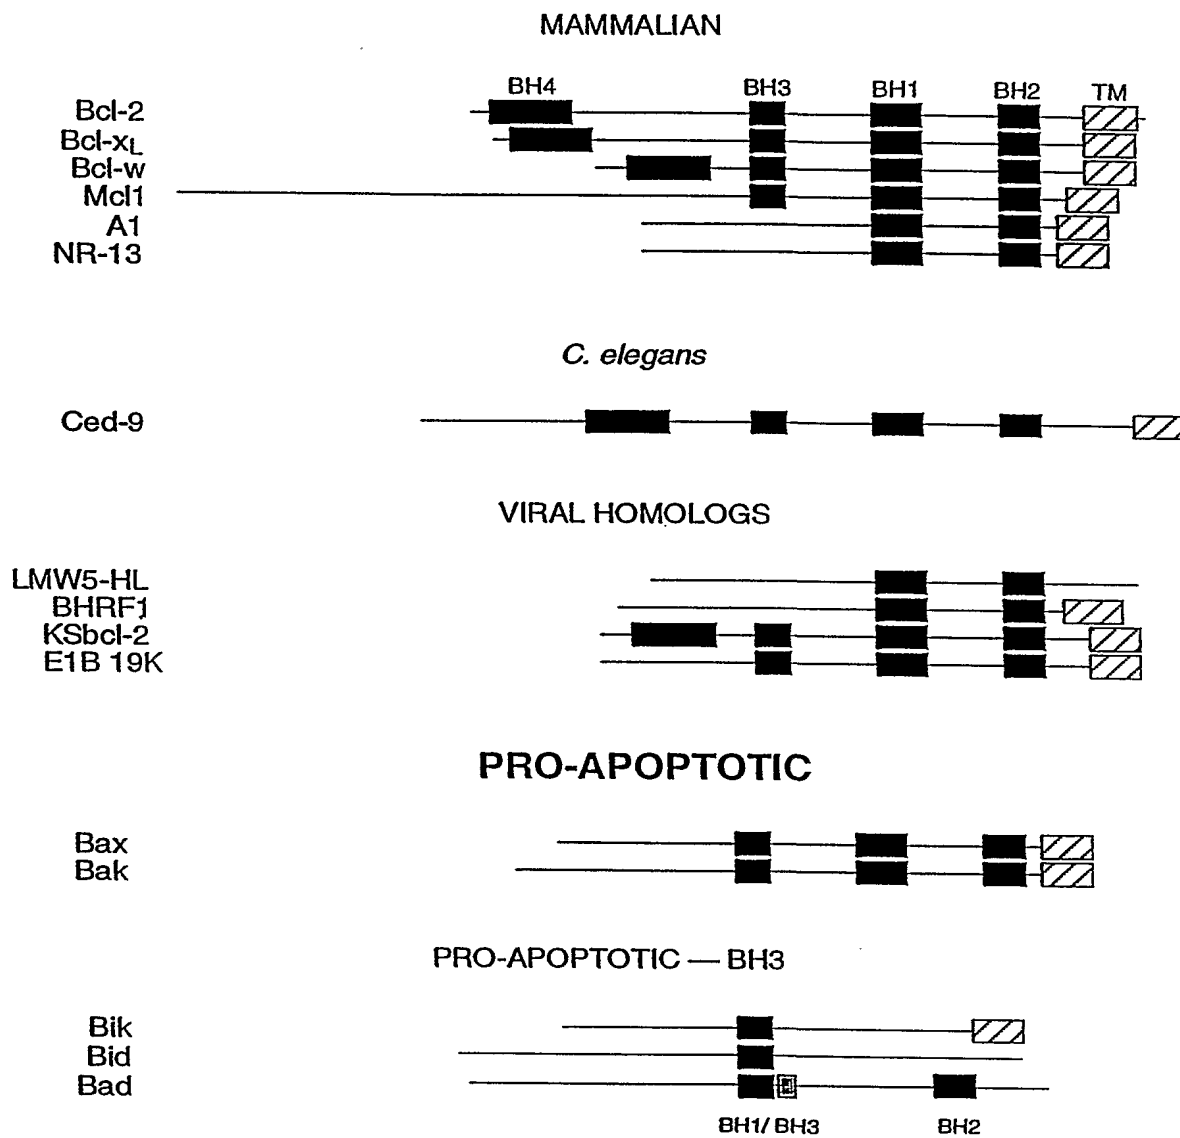 MAMMALIAN
BH4 BH3 BH1 BH2 TM
Bcl-2
Bcl-xL
Bcl-w
Mcl1
A1
NR-13
C. elegans
Ced-9
VIRAL HOMOLOGS
LMW5-HL
BHRF1
KSbcl-2
E1B 19K
PRO-APOPTOTIC
Bax
Bak
PRO-APOPTOTIC — BH3
Bik
Bid
Bad
BH1/ BH3 BH2